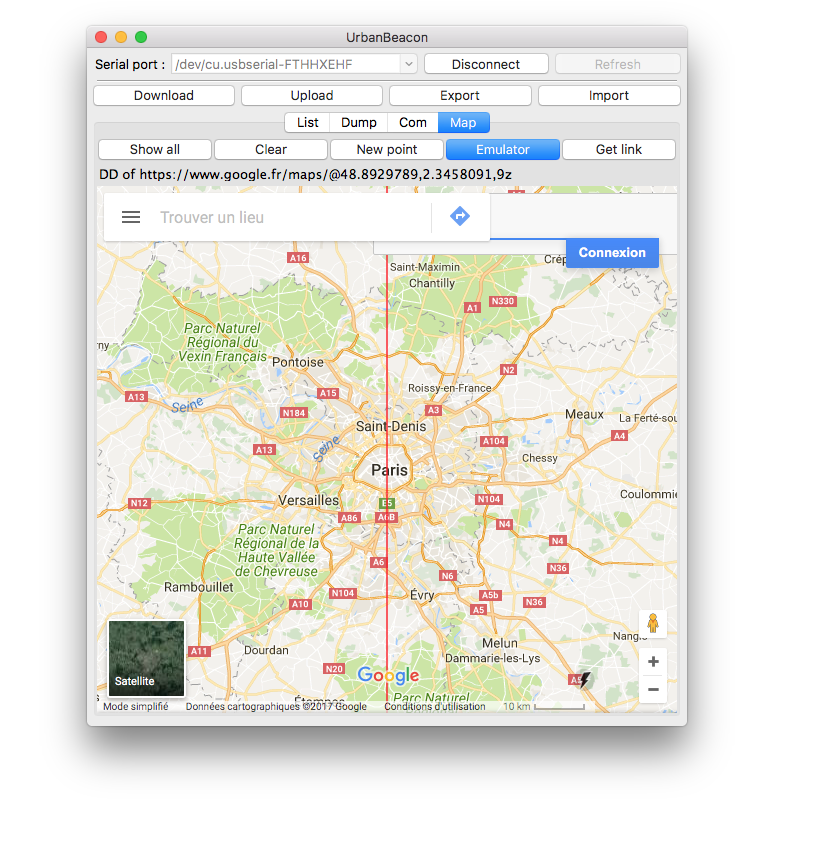 UrbanBeacon
Serial port : /dev/cu.usbserial-FTHHXEHF Disconnect Refresh
Download Upload Export Import
List Dump Com Map
Show all Clear New point Emulator Get link
DD of https://www.google.fr/maps/@48.8929789,2.3458091,9z
Trouver un lieu
Connexion
A16
Saint-Maximin
Chantilly
Crép
A1
N330
Parc Naturel
Régional du
Vexin Français
ny
Pontoise
N2
Roissy-en-France
A13
Seine
A15
N184
A3
Meaux
La Ferté-sou
Saint-Denis
A13
Seine
A104
A4
Chessy
Paris
N12
Versailles
E5
N104
Coulommie
A86
A6B
N4
Parc Naturel
Régional de la
Haute Vallée
de Chevreuse
N4
A6
N36
Rambouillet
N6
A10
N104
Évry
A5b
A5
N36
Nangis
A11
Dourdan
Melun
Dammarie-les-Lys
N20
Google
A5
Satellite
Étampes
Parc Naturel
Mode simplifié Données cartographiques ©2017 Google Conditions d'utilisation 10 km
+
−